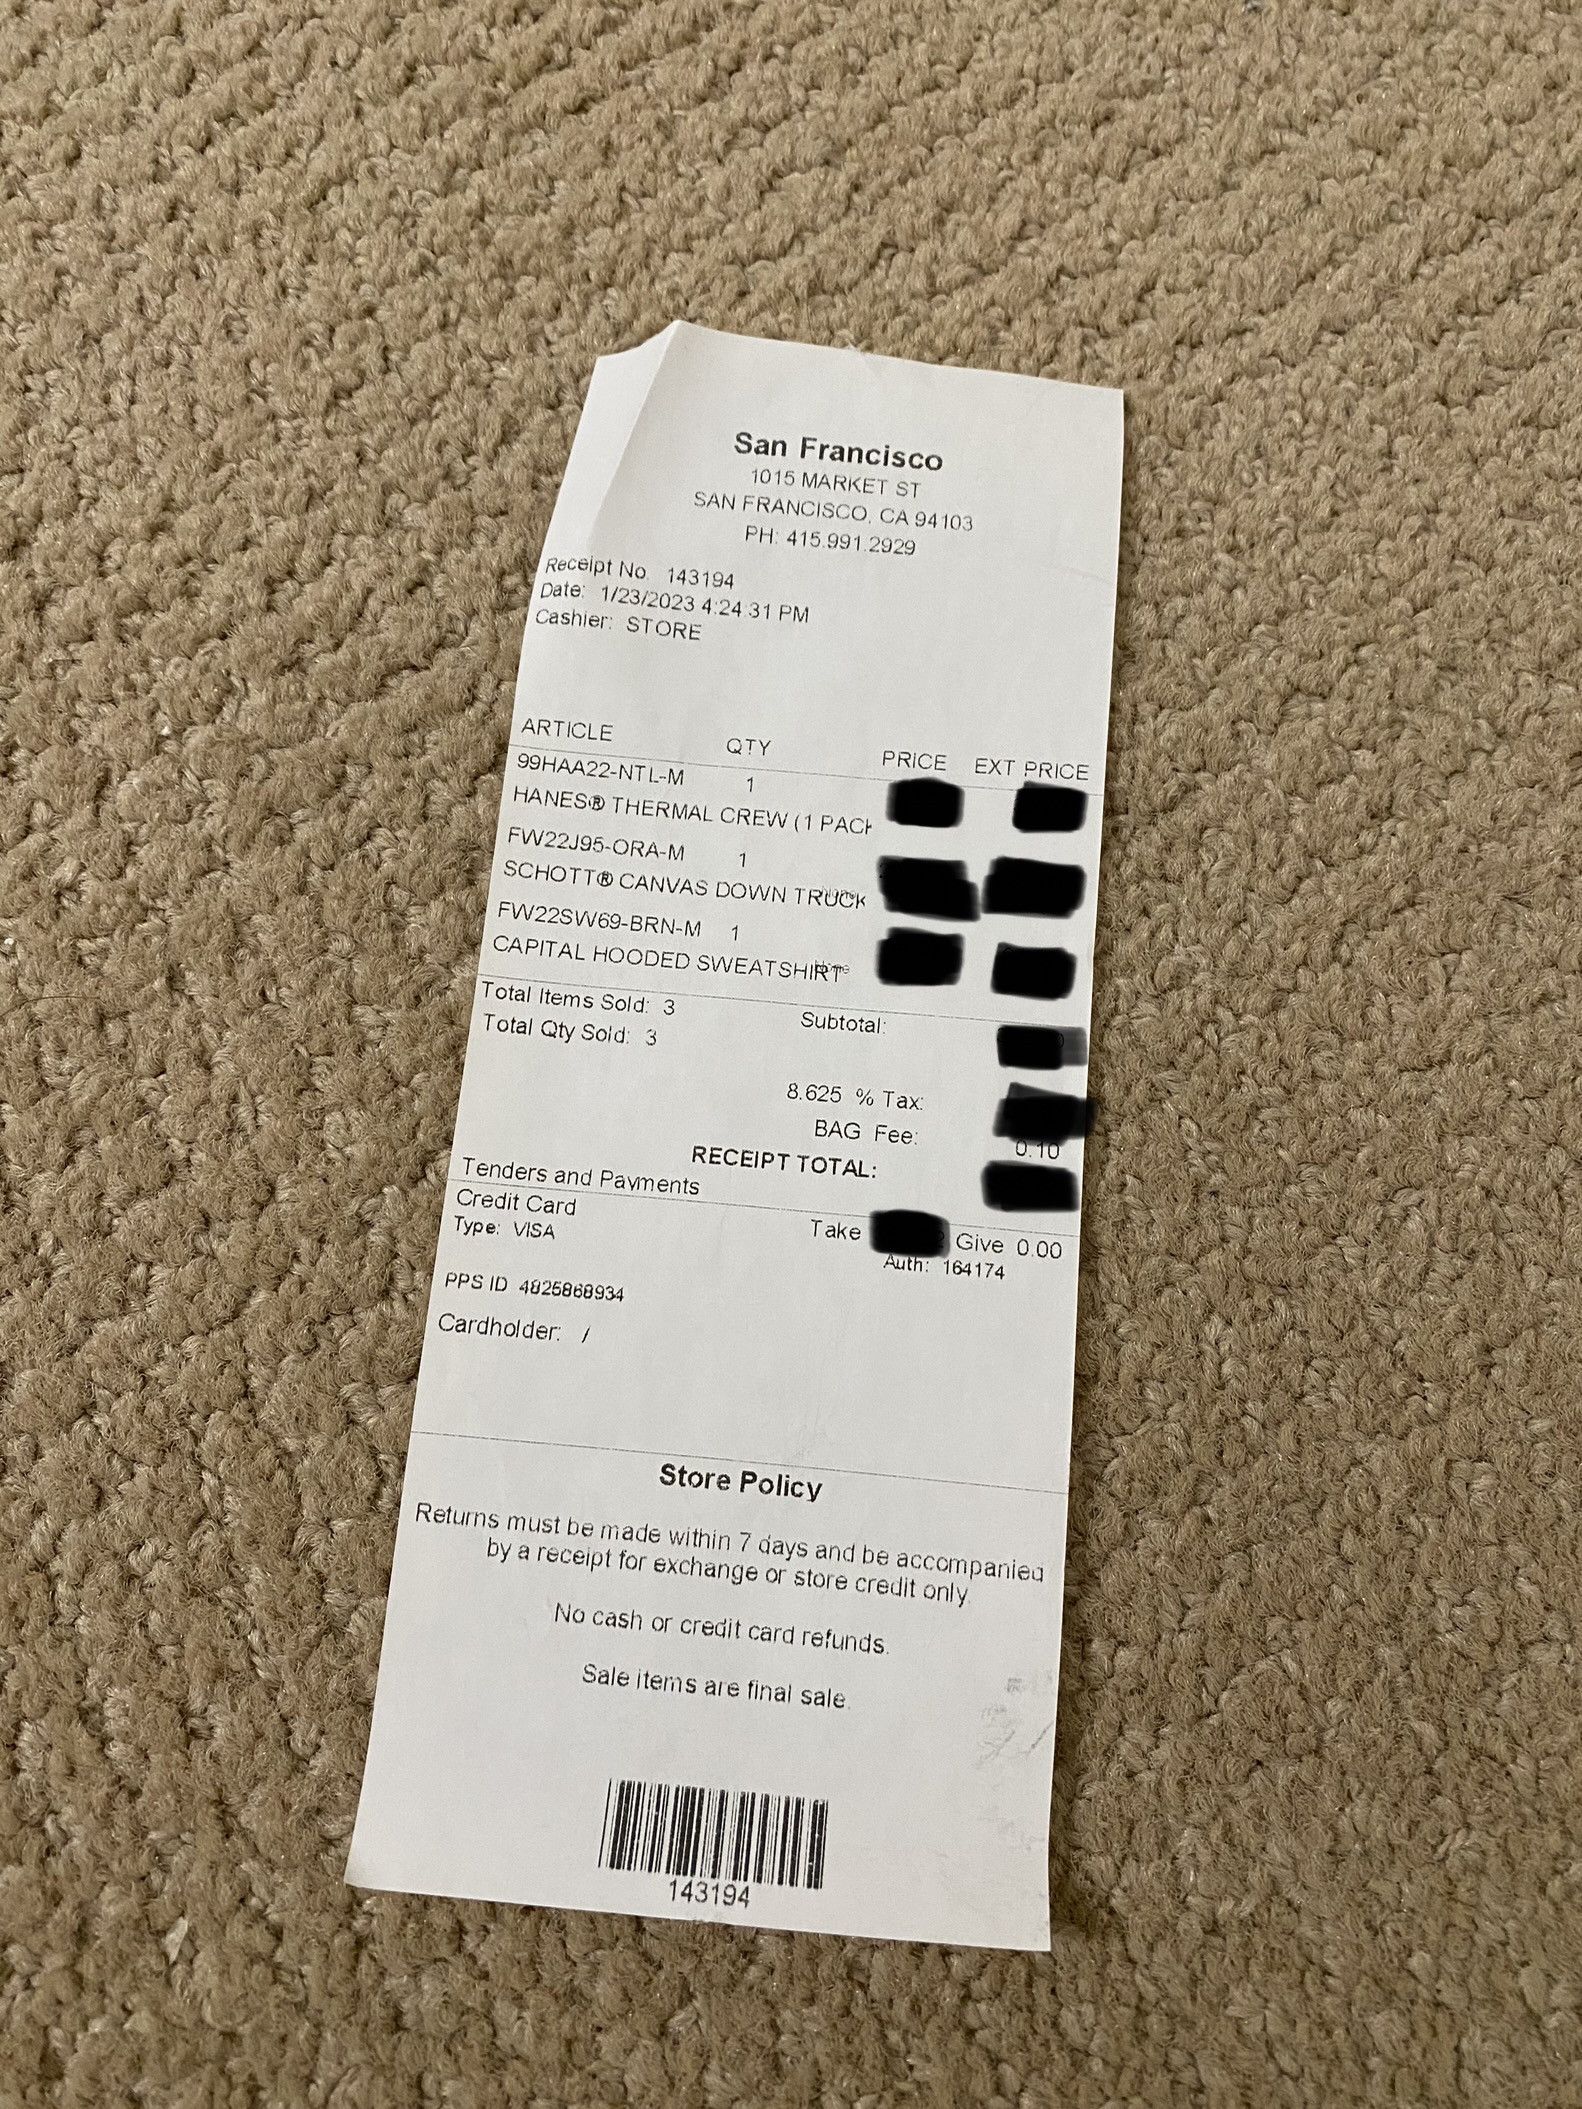 San Francisco
1015 MARKET ST
SAN FRANCISCO, CA 94103
PH: 415.991.2929
Receipt No. 143194
Date: 1/23/2023 4:24:31 PM
Cashier: STORE
ARTICLE QTY PRICE EXT PRICE
99HAA22-NTL-M 1
HANES® THERMAL CREW (1 PACK
FW22J95-ORA-M 1
SCHOTT® CANVAS DOWN TRUCK
FW22SW69-BRN-M 1
CAPITAL HOODED SWEATSHIRT
Total Items Sold: 3 Subtotal:
Total Qty Sold: 3
8.625 % Tax:
BAG Fee: 0.10
RECEIPT TOTAL:
Tenders and Payments
Credit Card Take Give 0.00
Type: VISA Auth: 164174
PPS ID 4825868934
Cardholder: /
Store Policy
Returns must be made within 7 days and be accompanied
by a receipt for exchange or store credit only.
No cash or credit card refunds.
Sale items are final sale.
143194